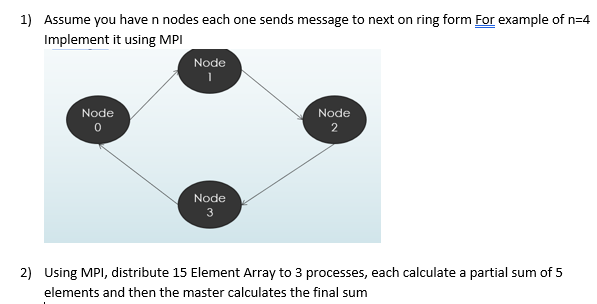 1) Assume you have n nodes each one sends message to next on ring form For example of n=4
Implement it using MPI
Node
1
Node
0
Node
2
Node
3
2) Using MPI, distribute 15 Element Array to 3 processes, each calculate a partial sum of 5
elements and then the master calculates the final sum